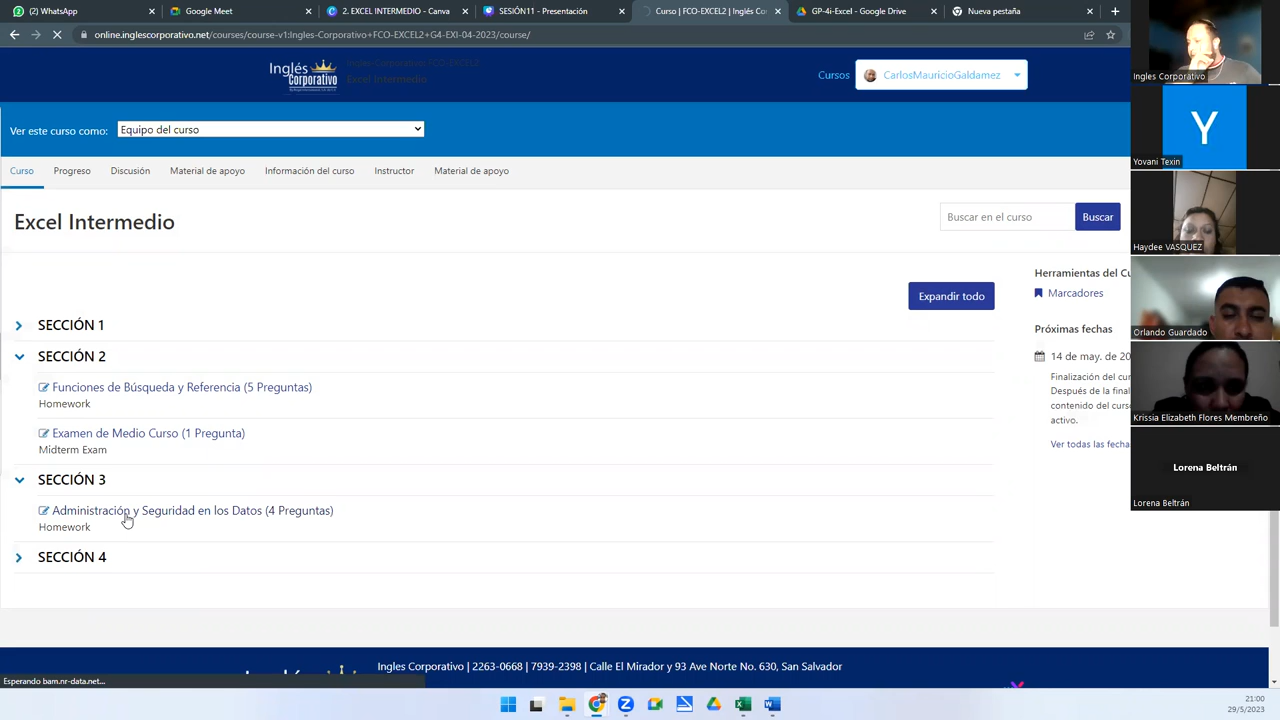 (2) WhatsApp
Google Meet
2. EXCEL INTERMEDIO - Canva
SESIÓN11 - Presentación
Curso | FCO-EXCEL2 | Inglés Co
GP-4i-Excel - Google Drive
Nueva pestaña
online.inglescorporativo.net/courses/course-v1:Ingles-Corporativo+FCO-EXCEL2+G4-EXI-04-2023/course/
Inglés
corporativo
Ingles-Corporativo: FCO-EXCEL2
Excel Intermedio
Cursos
CarlosMauricioGaldamez
Ver este curso como:
Equipo del curso
Curso
Progreso
Discusión
Material de apoyo
Información del curso
Instructor
Material de apoyo
Excel Intermedio
Buscar en el curso
Buscar
Expandir todo
SECCIÓN 1
SECCIÓN 2
Funciones de Búsqueda y Referencia (5 Preguntas)
Homework
Examen de Medio Curso (1 Pregunta)
Midterm Exam
SECCIÓN 3
Administración y Seguridad en los Datos (4 Preguntas)
Homework
SECCIÓN 4
Herramientas del Cu
Marcadores
Próximas fechas
14 de may. de 20
Finalización del cur
Después de la final
contenido del curso
activo.
Ver todas las fecha
Ingles Corporativo
Y
Yovani Texin
Haydee VASQUEZ
Orlando Guardado
Krissia Elizabeth Flores Membreño
Lorena Beltrán
Lorena Beltrán
Inglés
Ingles Corporativo | 2263-0668 | 7939-2398 | Calle El Mirador y 93 Ave Norte No. 630, San Salvador
Esperando bam.nr-data.net...
21:00
29/5/2023